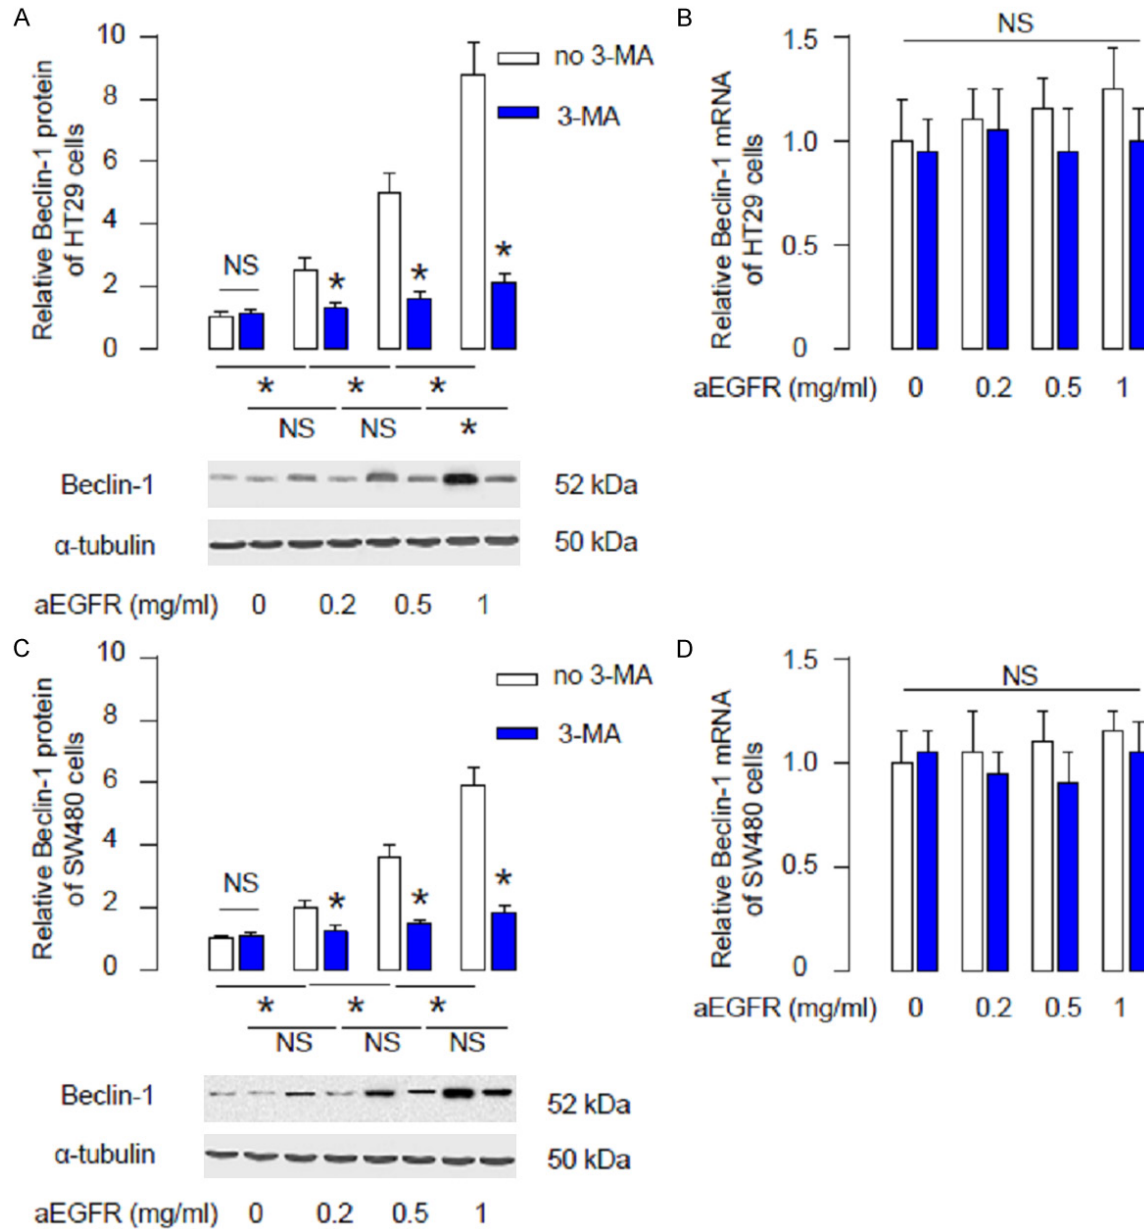 A
Relative Beclin-1 protein
of HT29 cells
10
8
6
4
2
0
no 3-MA
3-MA
NS
*
*
*
* * *
NS NS *
Beclin-1 52 kDa
α-tubulin 50 kDa
aEGFR (mg/ml) 0 0.2 0.5 1
B
Relative Beclin-1 mRNA
of HT29 cells
1.5
1.0
0.5
0
NS
aEGFR (mg/ml) 0 0.2 0.5 1
C
Relative Beclin-1 protein
of SW480 cells
10
8
6
4
2
0
no 3-MA
3-MA
NS
*
*
*
* * *
NS NS NS
Beclin-1 52 kDa
α-tubulin 50 kDa
aEGFR (mg/ml) 0 0.2 0.5 1
D
Relative Beclin-1 mRNA
of SW480 cells
1.5
1.0
0.5
0
NS
aEGFR (mg/ml) 0 0.2 0.5 1